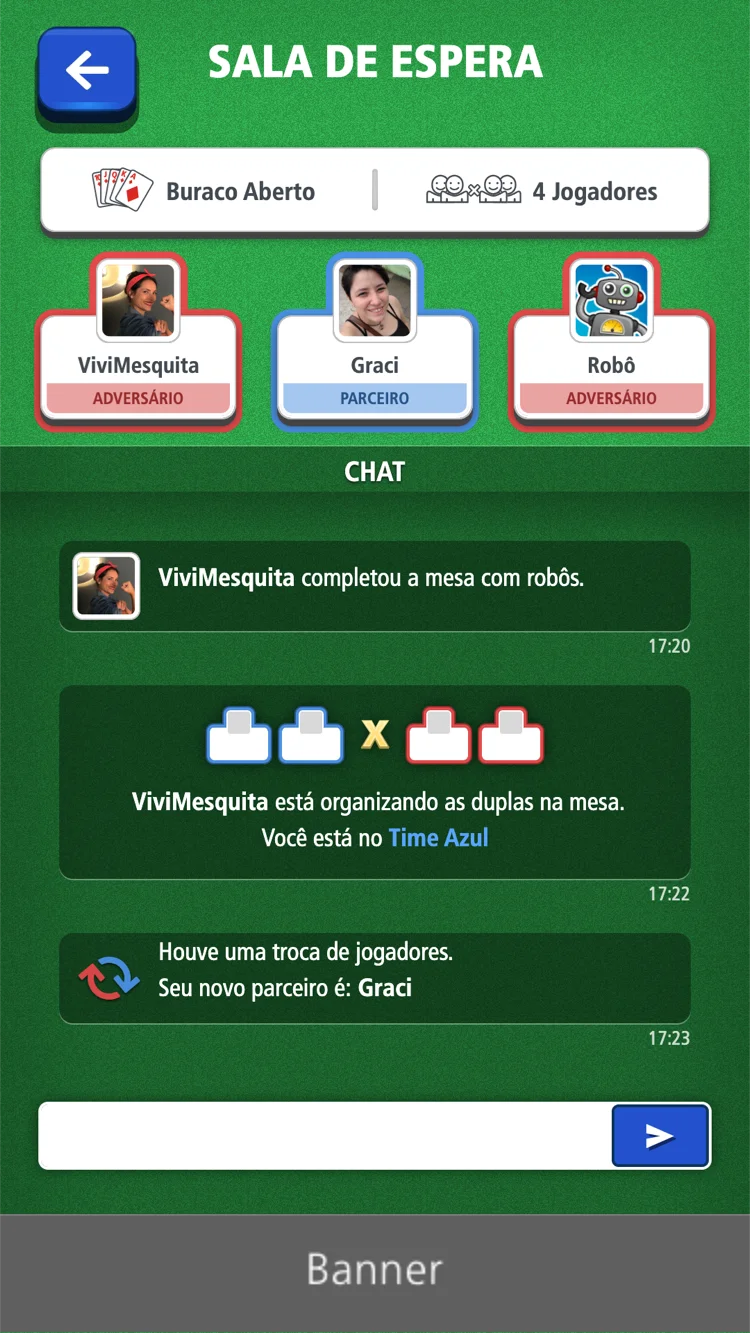 SALA DE ESPERA
Buraco Aberto
4 Jogadores
ViviMesquita
ADVERSÁRIO
Graci
PARCEIRO
Robô
ADVERSÁRIO
CHAT
ViviMesquita completou a mesa com robôs.
17:20
X
ViviMesquita está organizando as duplas na mesa.
Você está no Time Azul
17:22
Houve uma troca de jogadores.
Seu novo parceiro é: Graci
17:23
Banner